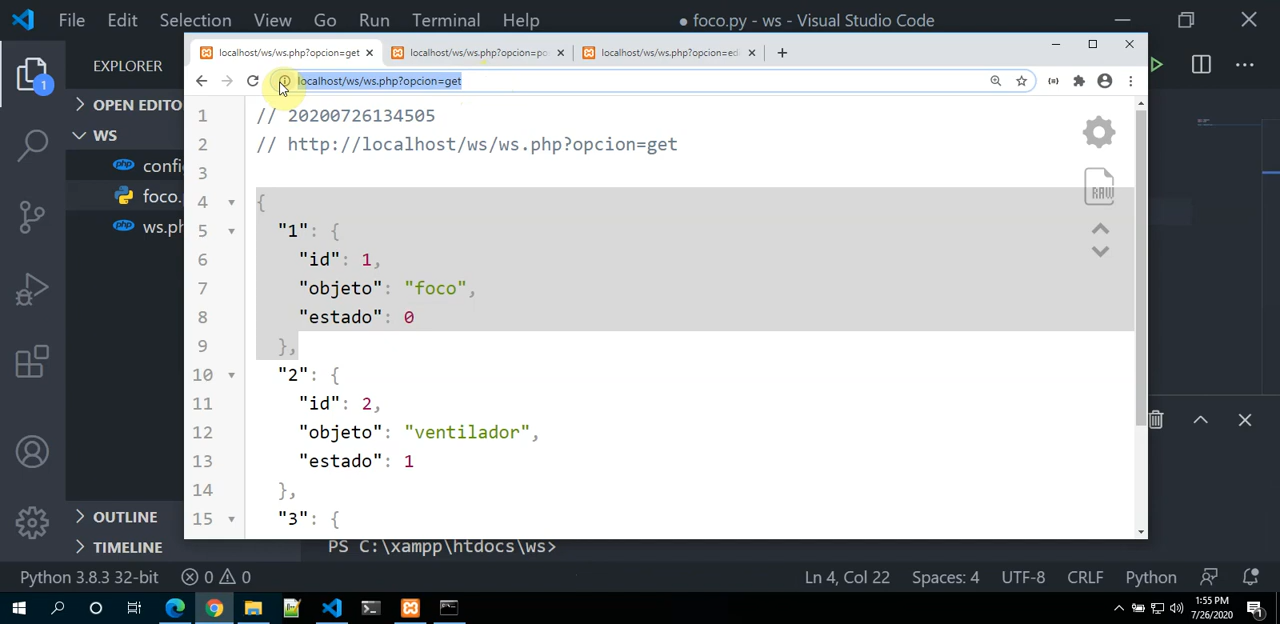 File Edit Selection View Go Run Terminal Help ● foco.py - ws - Visual Studio Code
localhost/ws/ws.php?opcion=get
localhost/ws/ws.php?opcion=po
localhost/ws/ws.php?opcion=ed
EXPLORER
localhost/ws/ws.php?opcion=get
1
OPEN EDITO
WS
confi
foco.
ws.ph
1 // 20200726134505
2 // http://localhost/ws/ws.php?opcion=get
3
4 {
5 "1": {
6 "id": 1,
7 "objeto": "foco",
8 "estado": 0
9 },
10 "2": {
11 "id": 2,
12 "objeto": "ventilador",
13 "estado": 1
14 },
15 "3": {
RAW
OUTLINE
TIMELINE
PS C:\xampp\htdocs\ws>
Python 3.8.3 32-bit 0 0 Ln 4, Col 22 Spaces: 4 UTF-8 CRLF Python
1:55 PM
7/26/2020
1